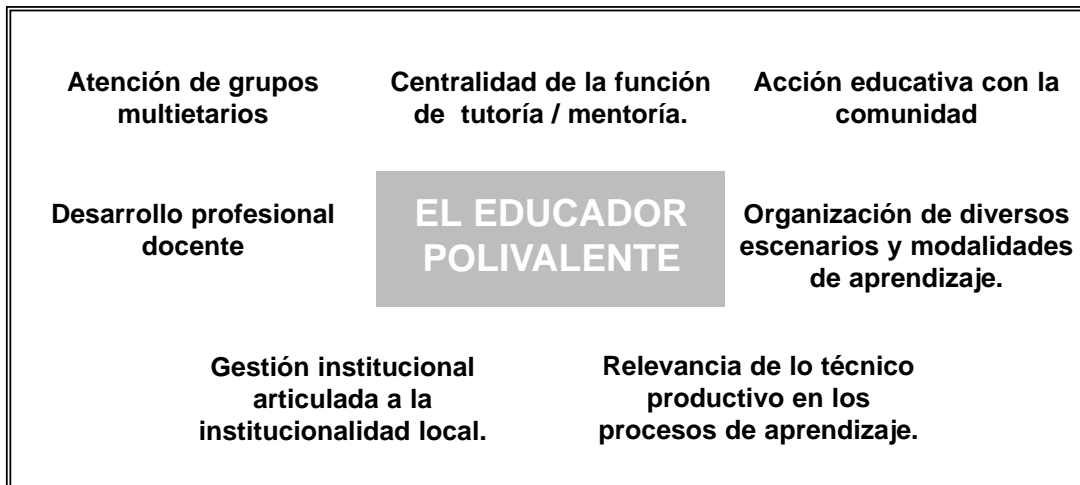 Atención de grupos
multietarios
Centralidad de la función
de tutoría / mentoría.
Acción educativa con la
comunidad
Desarrollo profesional
docente
EL EDUCADOR
POLIVALENTE
Organización de diversos
escenarios y modalidades
de aprendizaje.
Gestión institucional
articulada a la
institucionalidad local.
Relevancia de lo técnico
productivo en los
procesos de aprendizaje.